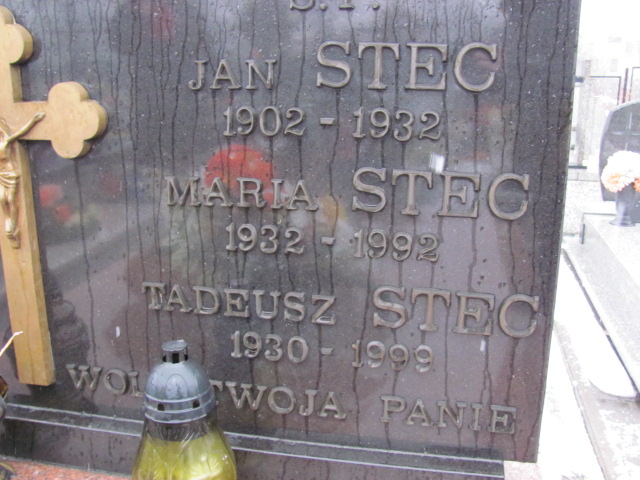 Ś.P.
JAN STEC
1902 - 1932
MARIA STEC
1932 - 1992
TADEUSZ STEC
1930 - 1999
TWOJA PANIE